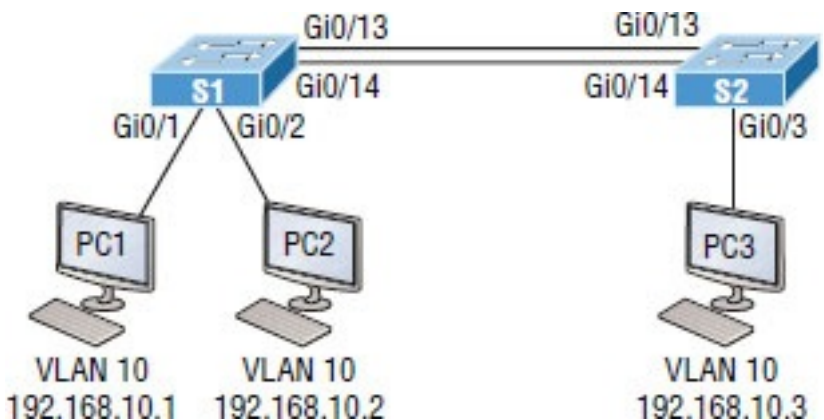 Gi0/13 Gi0/13
S1 Gi0/14 Gi0/14 S2
Gi0/1 Gi0/2 Gi0/3
PC1 PC2 PC3
VLAN 10 VLAN 10 VLAN 10
192.168.10.1 192.168.10.2 192.168.10.3